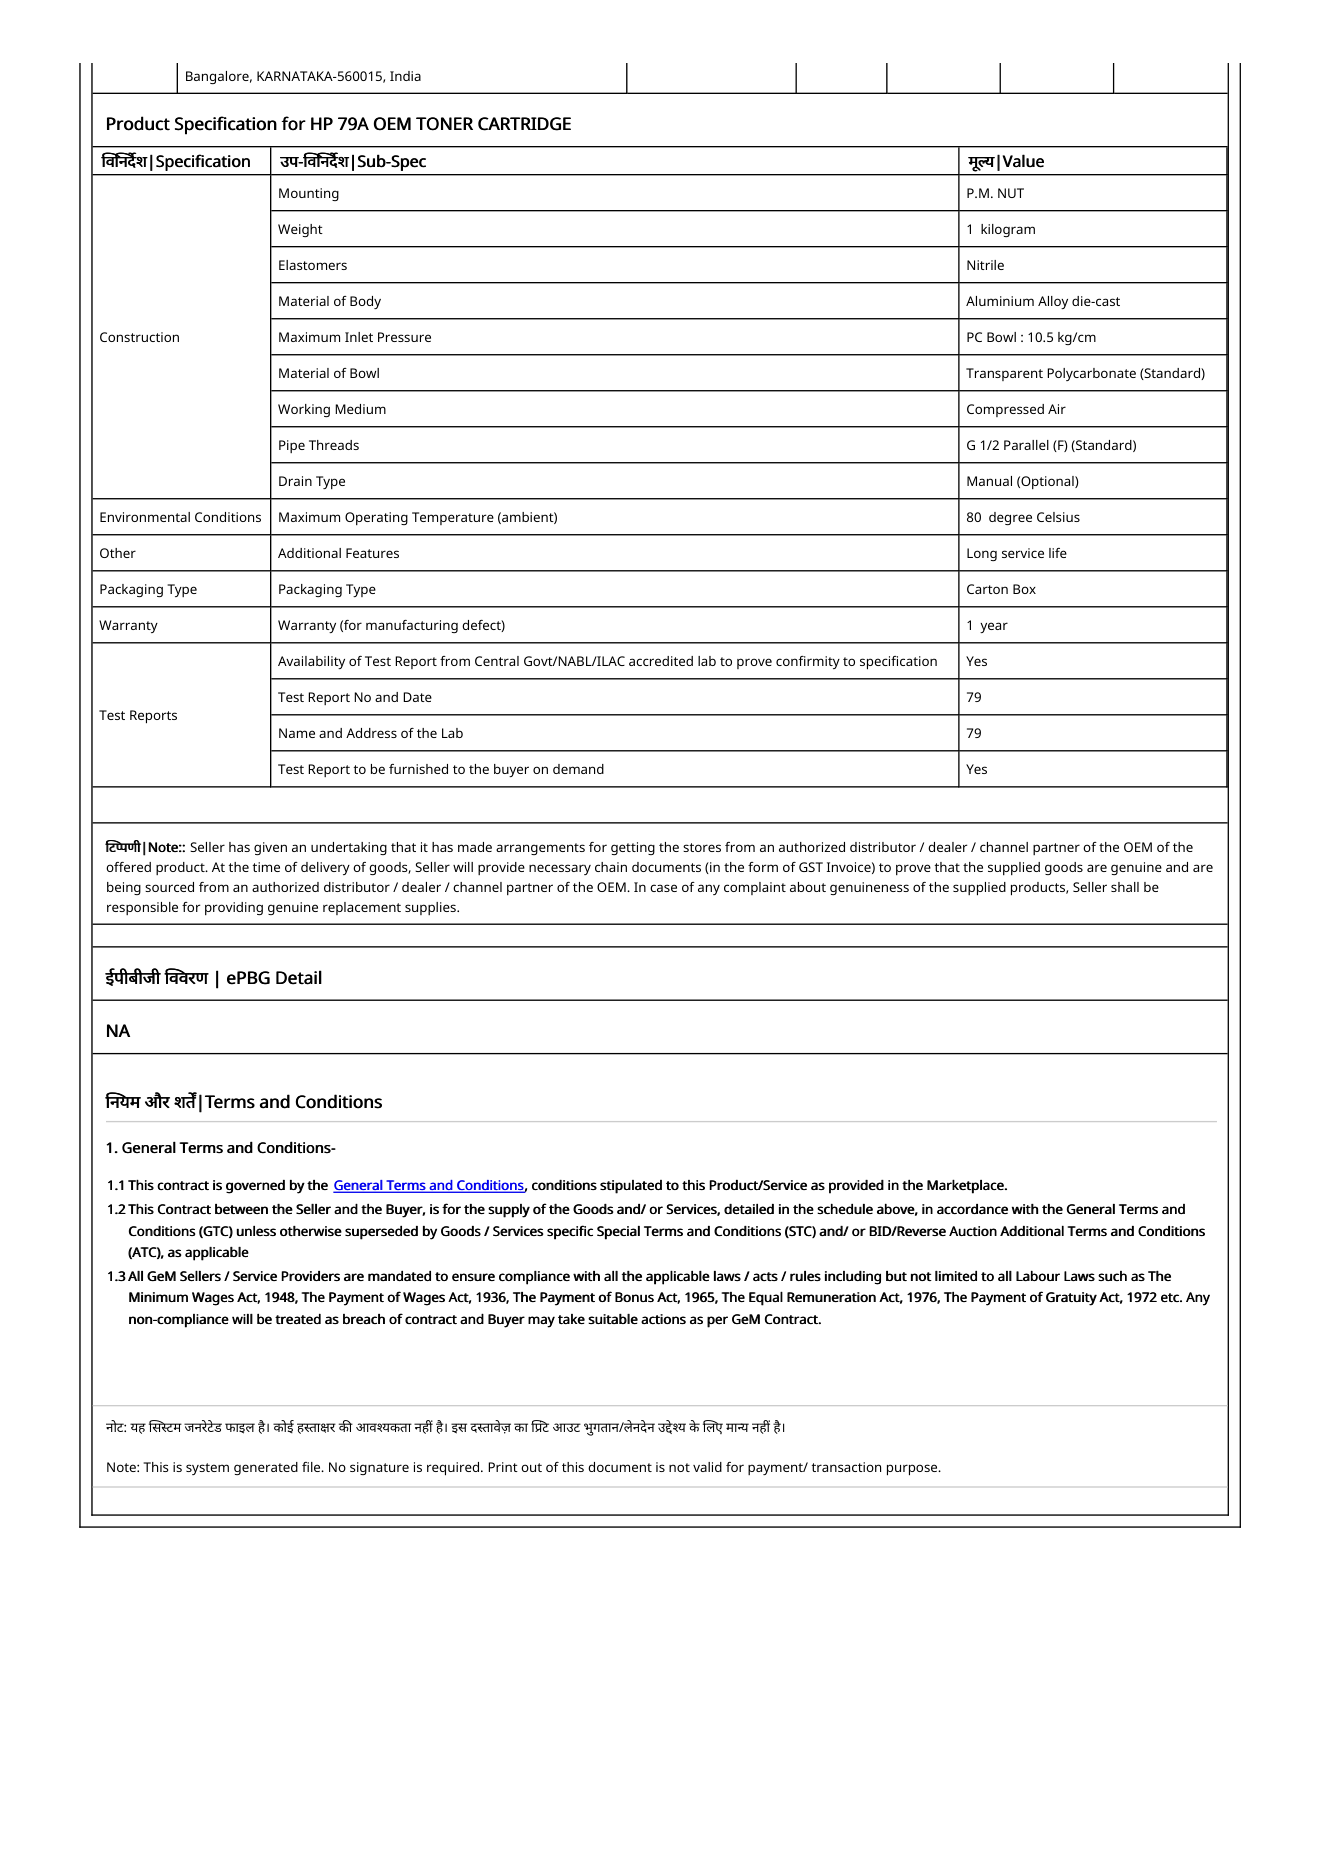 Bangalore, KARNATAKA-560015, India
Product Specification for HP 79A OEM TONER CARTRIDGE
विनिर्देश|Specification उप-विनिर्देश|Sub-Spec मूल्य|Value
Mounting P.M. NUT
Weight 1 kilogram
Elastomers Nitrile
Material of Body Aluminium Alloy die-cast
Construction Maximum Inlet Pressure PC Bowl : 10.5 kg/cm
Material of Bowl Transparent Polycarbonate (Standard)
Working Medium Compressed Air
Pipe Threads G 1/2 Parallel (F) (Standard)
Drain Type Manual (Optional)
Environmental Conditions Maximum Operating Temperature (ambient) 80 degree Celsius
Other Additional Features Long service life
Packaging Type Packaging Type Carton Box
Warranty Warranty (for manufacturing defect) 1 year
Availability of Test Report from Central Govt/NABL/ILAC accredited lab to prove confirmity to specification Yes
Test Report No and Date 79
Test Reports
Name and Address of the Lab 79
Test Report to be furnished to the buyer on demand Yes
टिप्पणी|Note:: Seller has given an undertaking that it has made arrangements for getting the stores from an authorized distributor / dealer / channel partner of the OEM of the
offered product. At the time of delivery of goods, Seller will provide necessary chain documents (in the form of GST Invoice) to prove that the supplied goods are genuine and are
being sourced from an authorized distributor / dealer / channel partner of the OEM. In case of any complaint about genuineness of the supplied products, Seller shall be
responsible for providing genuine replacement supplies.
ईपीबीजी विवरण | ePBG Detail
NA
नियम और शर्तें|Terms and Conditions
1. General Terms and Conditions-
1.1 This contract is governed by the General Terms and Conditions, conditions stipulated to this Product/Service as provided in the Marketplace.
1.2 This Contract between the Seller and the Buyer, is for the supply of the Goods and/ or Services, detailed in the schedule above, in accordance with the General Terms and
Conditions (GTC) unless otherwise superseded by Goods / Services specific Special Terms and Conditions (STC) and/ or BID/Reverse Auction Additional Terms and Conditions
(ATC), as applicable
1.3 All GeM Sellers / Service Providers are mandated to ensure compliance with all the applicable laws / acts / rules including but not limited to all Labour Laws such as The
Minimum Wages Act, 1948, The Payment of Wages Act, 1936, The Payment of Bonus Act, 1965, The Equal Remuneration Act, 1976, The Payment of Gratuity Act, 1972 etc. Any
non-compliance will be treated as breach of contract and Buyer may take suitable actions as per GeM Contract.
नोट: यह सिस्टम जनरेटेड फाइल है। कोई हस्ताक्षर की आवश्यकता नहीं है। इस दस्तावेज़ का प्रिंट आउट भुगतान/लेनदेन उद्देश्य के लिए मान्य नहीं है।
Note: This is system generated file. No signature is required. Print out of this document is not valid for payment/ transaction purpose.